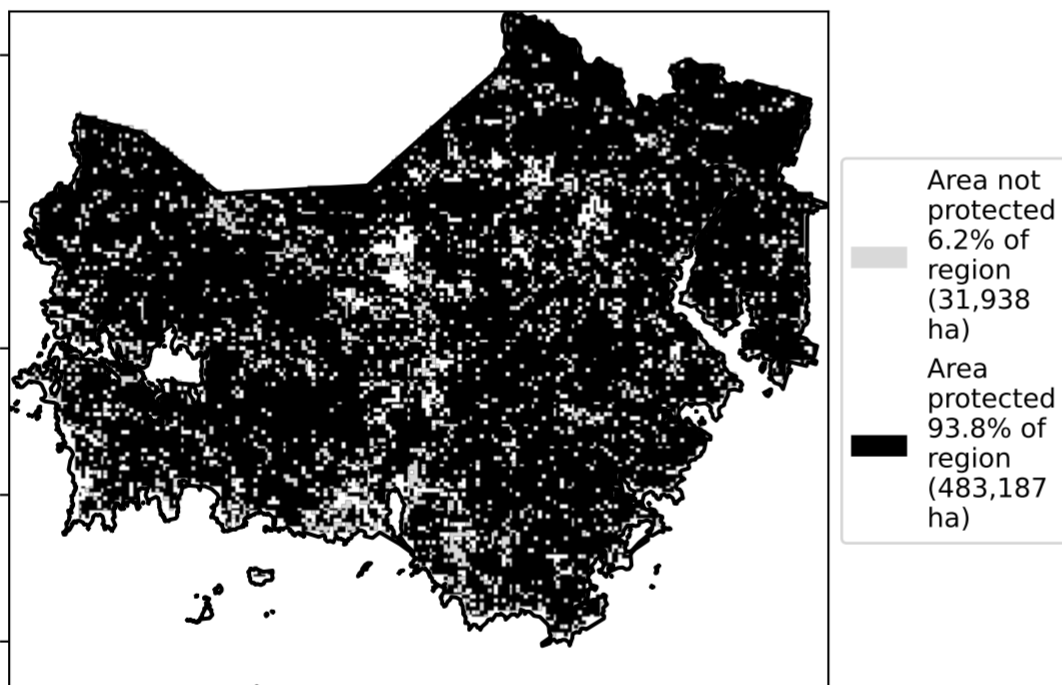 Area not
protected
6.2% of
region
(31,938
ha)
Area
protected
93.8% of
region
(483,187
ha)